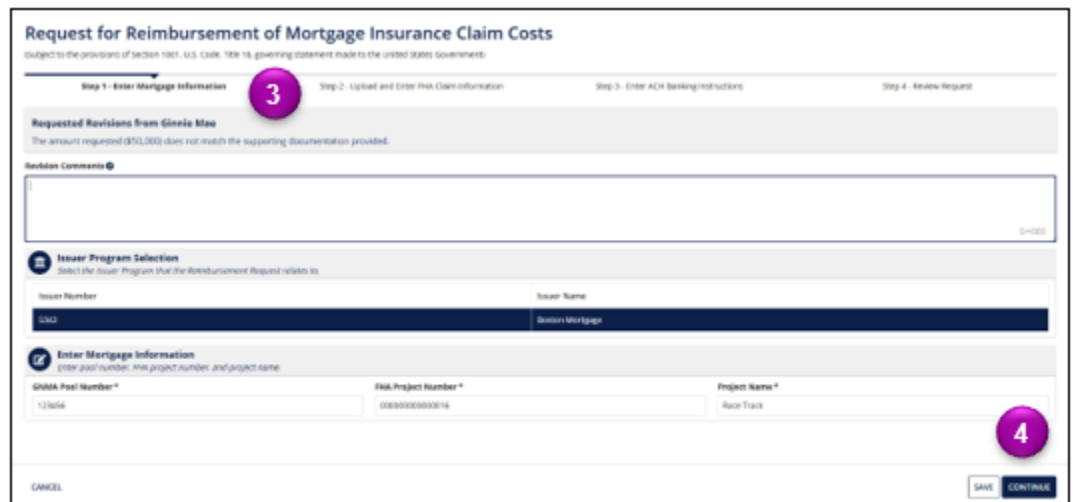 Request for Reimbursement of Mortgage Insurance Claim Costs
(Subject to the provisions of Section 1001, U.S. Code, Title 18, governing statement made to the United States Government)
Step 1 - Enter Mortgage Information
3
Step 2 - Upload and Enter FHA Claim Information
Step 3 - Enter ACH Banking Instructions
Step 4 - Review Request
Requested Revisions from Ginnie Mae
The amount requested ($50,000) does not match the supporting documentation provided.
Revision Comments
Issuer Program Selection
Select the Issuer Program that the Reimbursement Request relates to.
Issuer Number Issuer Name
Mortgage
Enter Mortgage Information
Enter pool number, FHA project number, and project name.
GNMA Pool Number * FHA Project Number * Project Name *
123456 Race Track
4
CANCEL SAVE CONTINUE